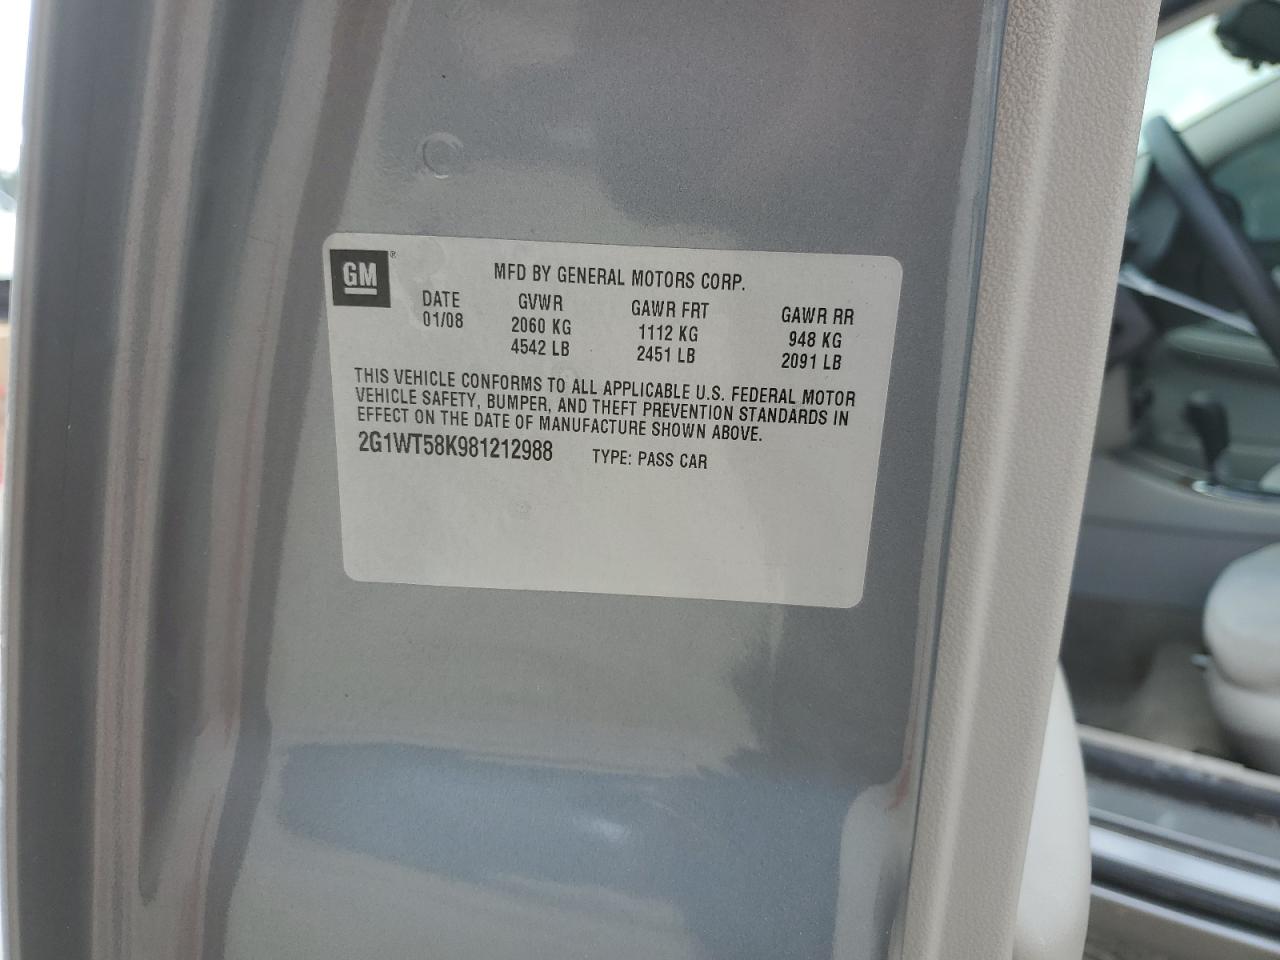 GM®
MFD BY GENERAL MOTORS CORP.
DATE GVWR GAWR FRT GAWR RR
01/08 2060 KG 1112 KG 948 KG
4542 LB 2451 LB 2091 LB
THIS VEHICLE CONFORMS TO ALL APPLICABLE U.S. FEDERAL MOTOR
VEHICLE SAFETY, BUMPER, AND THEFT PREVENTION STANDARDS IN
EFFECT ON THE DATE OF MANUFACTURE SHOWN ABOVE.
2G1WT58K981212988 TYPE: PASS CAR